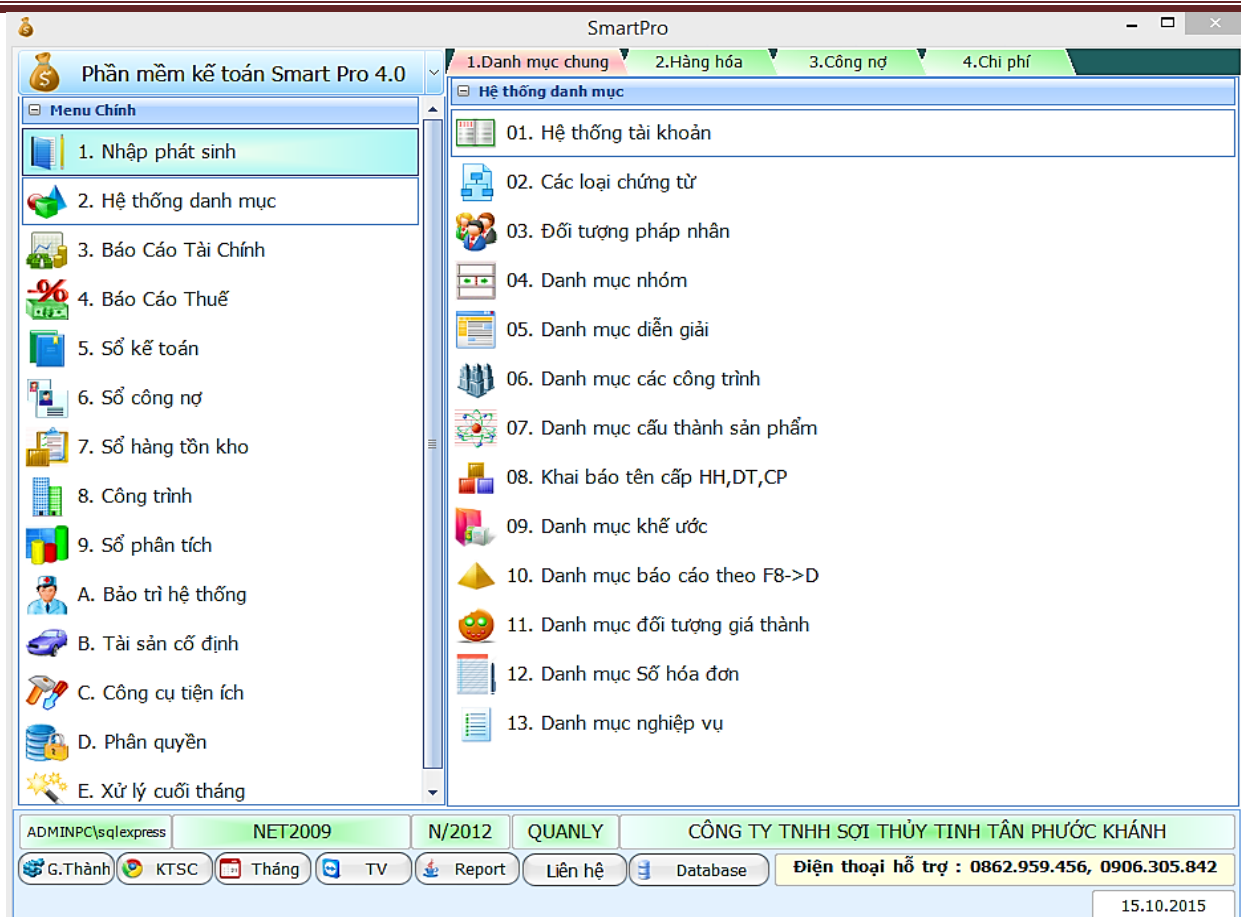 SmartPro
Phần mềm kế toán Smart Pro 4.0
Menu Chính
1. Nhập phát sinh
2. Hệ thống danh mục
3. Báo Cáo Tài Chính
4. Báo Cáo Thuế
5. Sổ kế toán
6. Sổ công nợ
7. Sổ hàng tồn kho
8. Công trình
9. Sổ phân tích
A. Bảo trì hệ thống
B. Tài sản cố định
C. Công cụ tiện ích
D. Phân quyền
E. Xử lý cuối tháng
1.Danh mục chung 2.Hàng hóa 3.Công nợ 4.Chi phí
Hệ thống danh mục
01. Hệ thống tài khoản
02. Các loại chứng từ
03. Đối tượng pháp nhân
04. Danh mục nhóm
05. Danh mục diễn giải
06. Danh mục các công trình
07. Danh mục cấu thành sản phẩm
08. Khai báo tên cấp HH,DT,CP
09. Danh mục khế ước
10. Danh mục báo cáo theo F8->D
11. Danh mục đối tượng giá thành
12. Danh mục Số hóa đơn
13. Danh mục nghiệp vụ
ADMINPC\sqlexpress NET2009 N/2012 QUANLY CÔNG TY TNHH SỢI THỦY TINH TÂN PHƯỚC KHÁNH
G.Thành KTSC Tháng TV Report Liên hệ Database Điện thoại hỗ trợ : 0862.959.456, 0906.305.842
15.10.2015